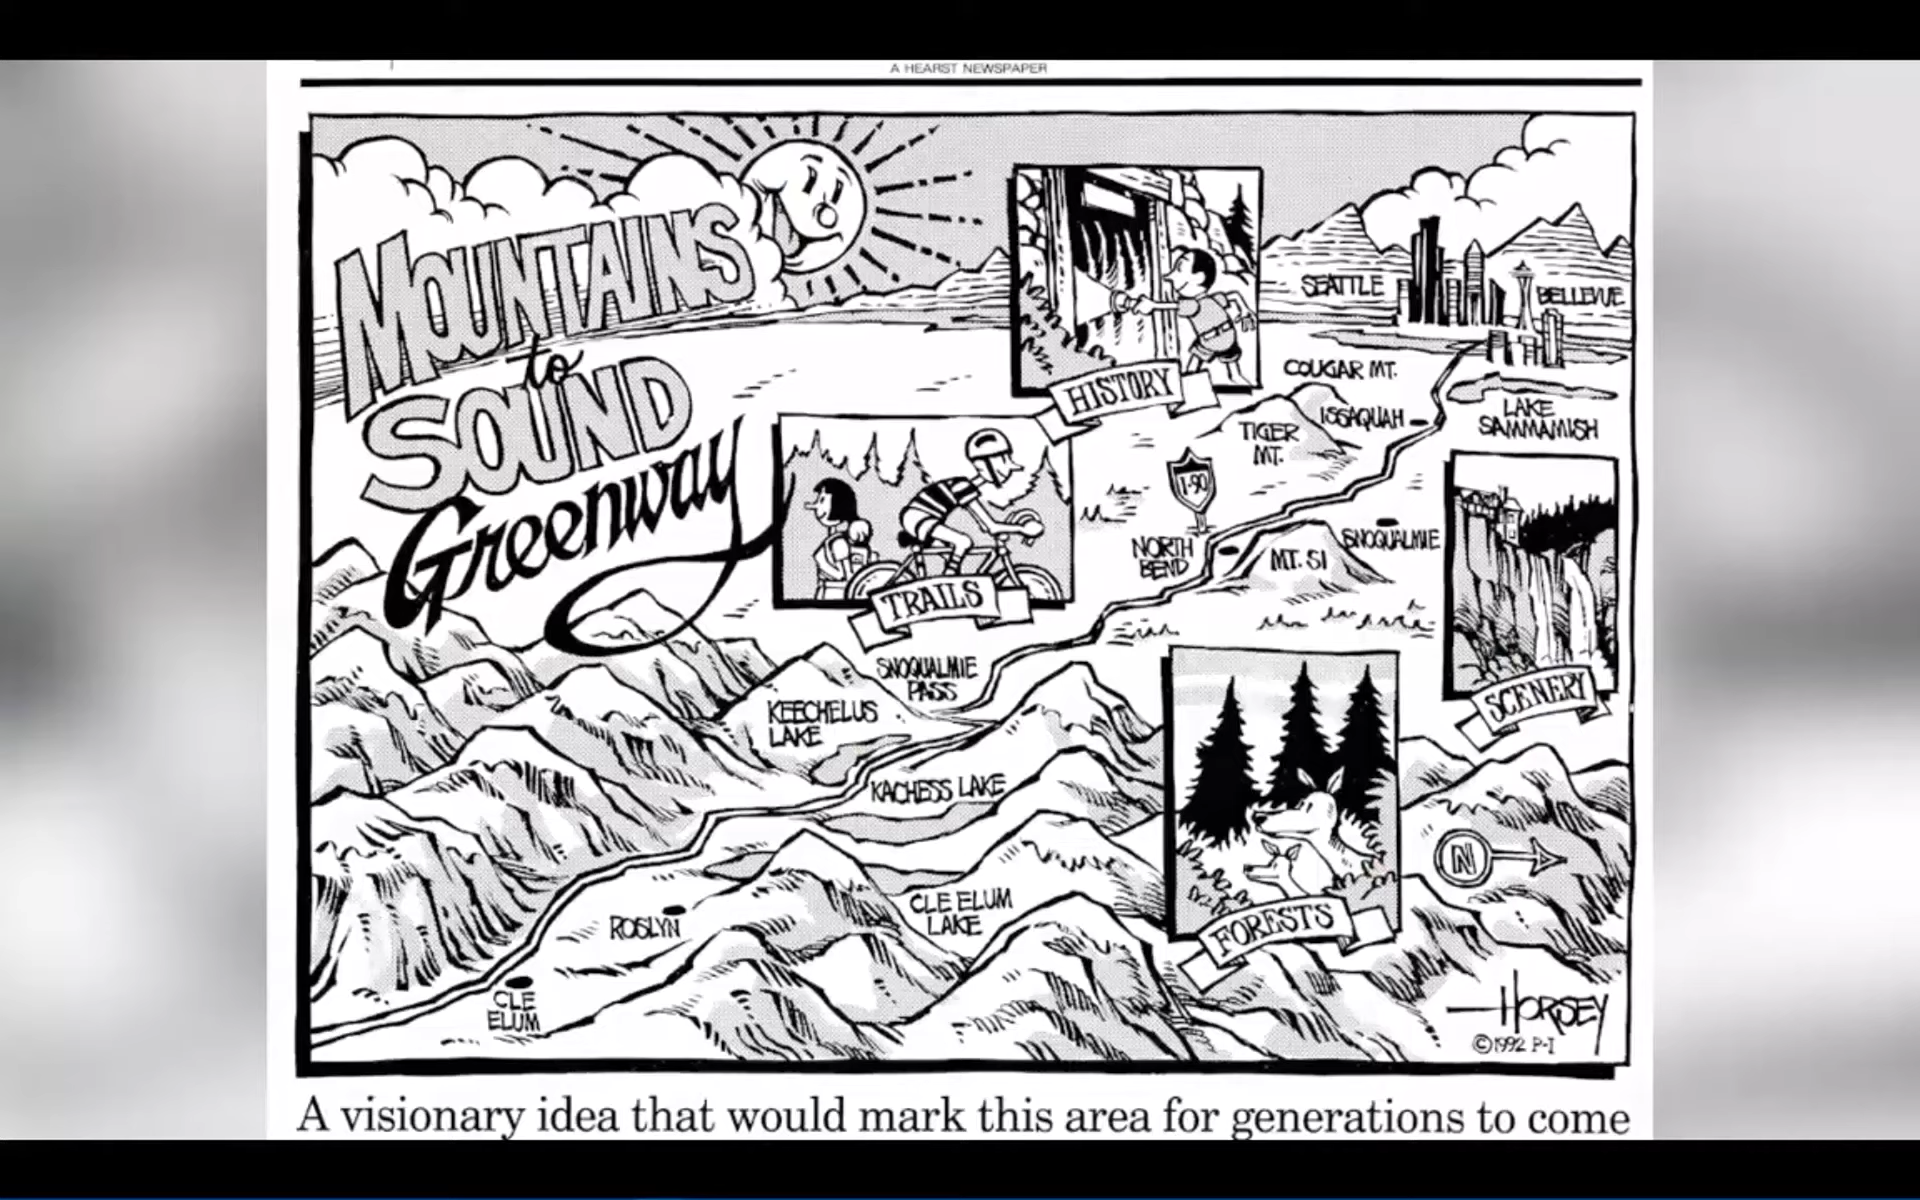 A HEARST NEWSPAPER
MOUNTAINS
to
SOUND
Greenway
HISTORY
SEATTLE
BELLEVUE
COUGAR MT.
ISSAQUAH
TIGER
MT.
LAKE
SAMMAMISH
I-90
NORTH
BEND
MT. SI
SNOQUALMIE
TRAILS
SCENERY
SNOQUALMIE
PASS
KEECHELUS
LAKE
KACHESS LAKE
CLE ELUM
LAKE
ROSLYN
CLE
ELUM
FORESTS
N
HORSEY
©1992 P-I
A visionary idea that would mark this area for generations to come